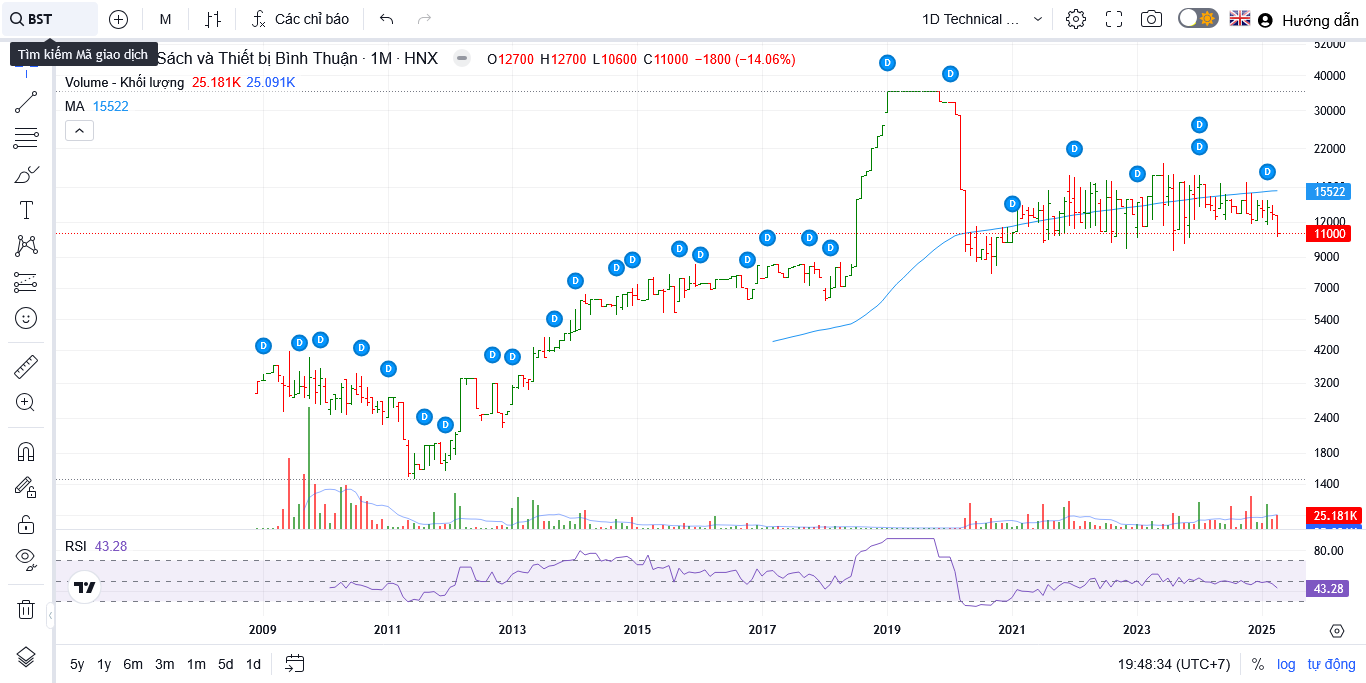 BST M Các chỉ báo 1D Technical ... Hướng dẫn
Tìm kiếm Mã giao dịch
Sách và Thiết bị Bình Thuận · 1M · HNX O12700 H12700 L10600 C11000 −1800 (−14.06%)
Volume - Khối lượng 25.181K 25.091K
MA 15522
52000
40000
30000
22000
15522
12000
11000
9000
7000
5400
4200
3200
2400
1800
1400
25.181K
D D D D D D D D D D D D D D D D D D D D D D D D D D D D
RSI 43.28
80.00
43.28
2009 2011 2013 2015 2017 2019 2021 2023 2025
5y 1y 6m 3m 1m 5d 1d 19:48:34 (UTC+7) % log tự động